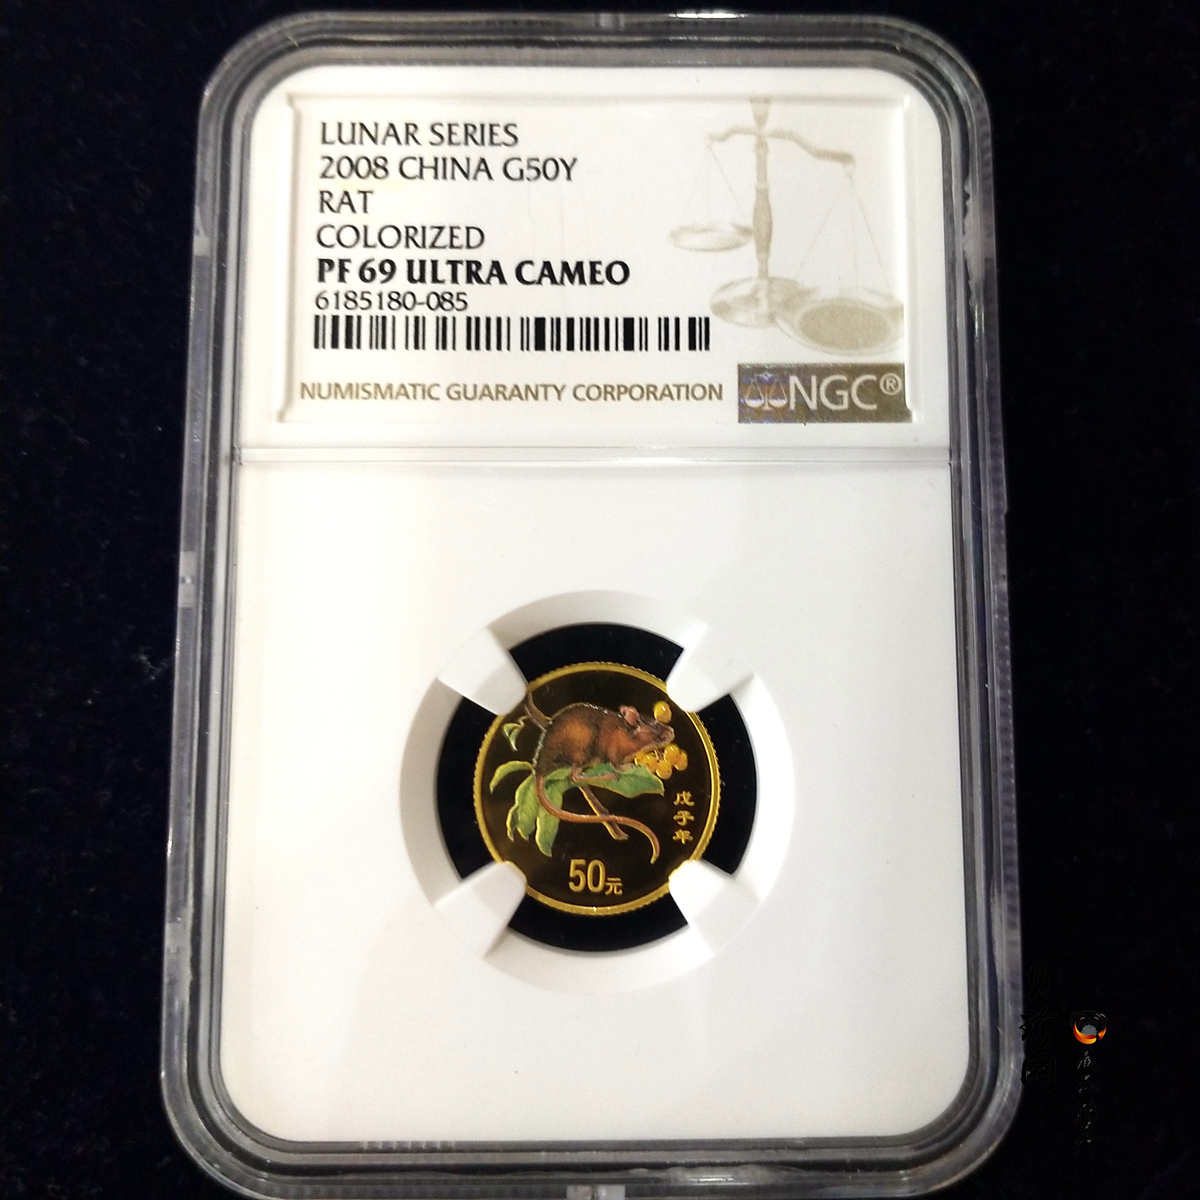 LUNAR SERIES
2008 CHINA G50Y
RAT
COLORIZED
PF 69 ULTRA CAMEO
6185180-085
NUMISMATIC GUARANTY CORPORATION
NGC®
戊子年
50元